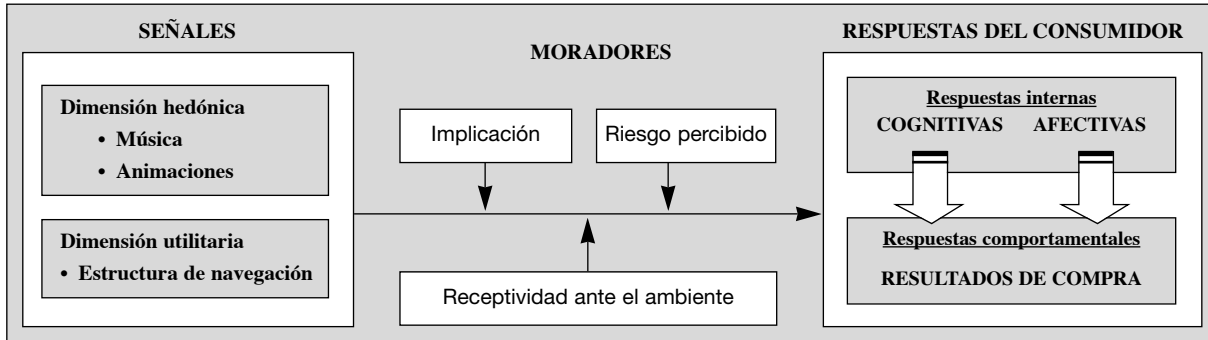 SEÑALES
Dimensión hedónica
• Música
• Animaciones
Dimensión utilitaria
• Estructura de navegación
MORADORES
Implicación
Riesgo percibido
Receptividad ante el ambiente
RESPUESTAS DEL CONSUMIDOR
Respuestas internas
COGNITIVAS AFECTIVAS
Respuestas comportamentales
RESULTADOS DE COMPRA